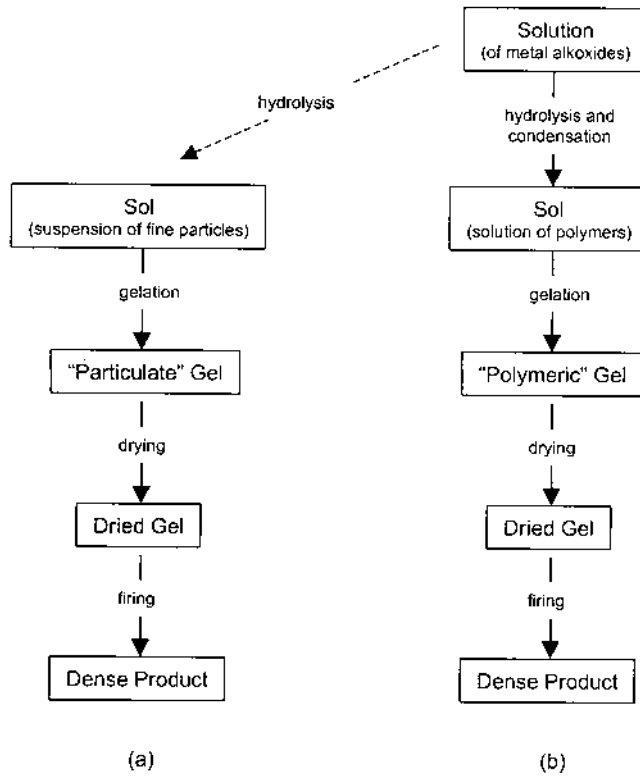 Solution
(of metal alkoxides)
hydrolysis
hydrolysis and
condensation
Sol
(suspension of fine particles)
gelation
"Particulate" Gel
drying
Dried Gel
firing
Dense Product
(a)
Sol
(solution of polymers)
gelation
"Polymeric" Gel
drying
Dried Gel
firing
Dense Product
(b)